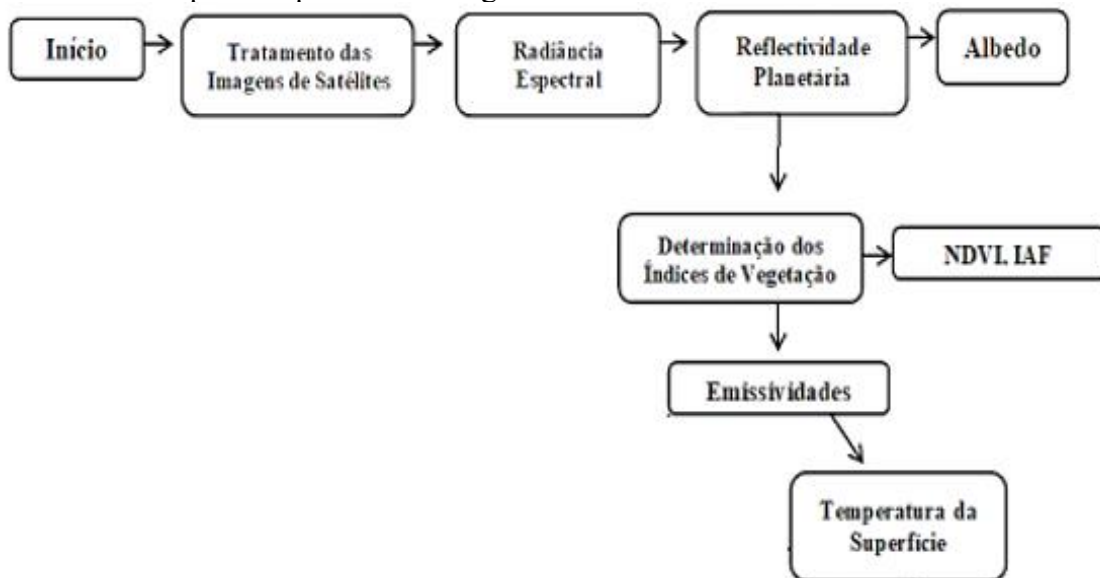 Início
Tratamento das
Imagens de Satélites
Radiância
Espectral
Reflectividade
Planetária
Albedo
Determinação dos
Índices de Vegetação
NDVI, IAF
Emissividades
Temperatura da
Superfície